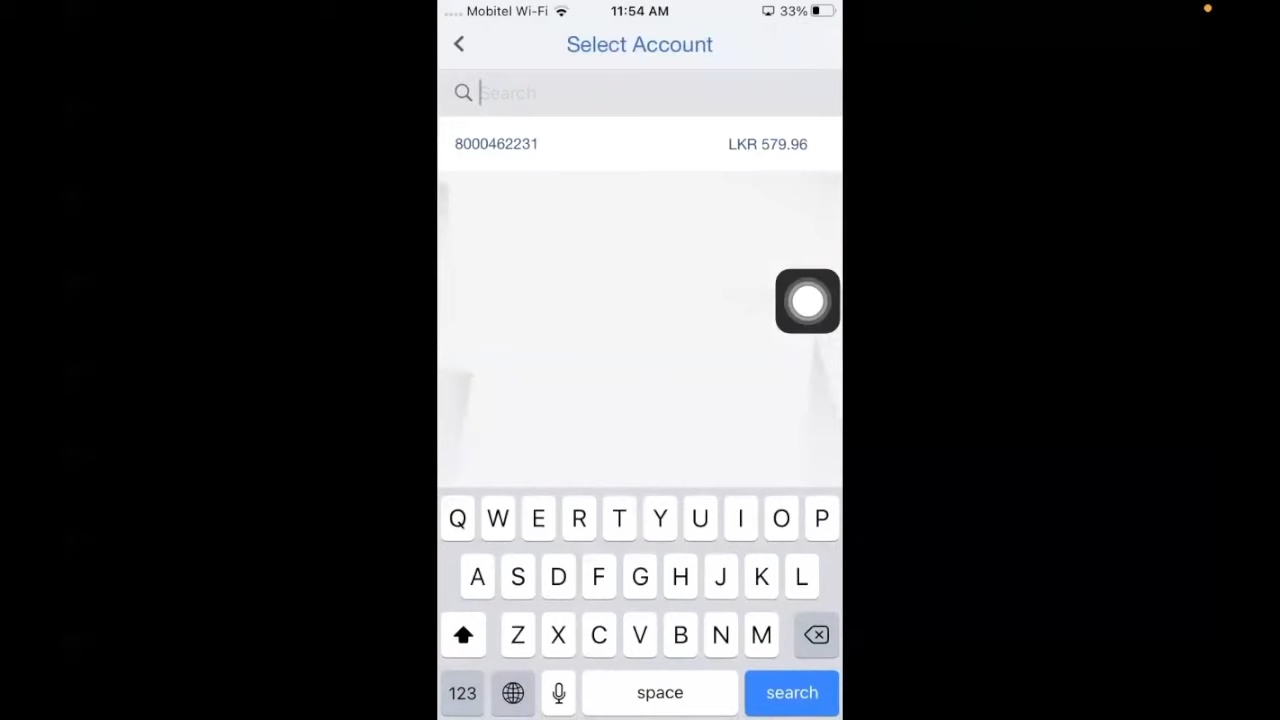 Mobitel Wi-Fi 11:54 AM 33%
Select Account
Search
8000462231 LKR 579.96
Q W E R T Y U I O P
A S D F G H J K L
Z X C V B N M
123 space search